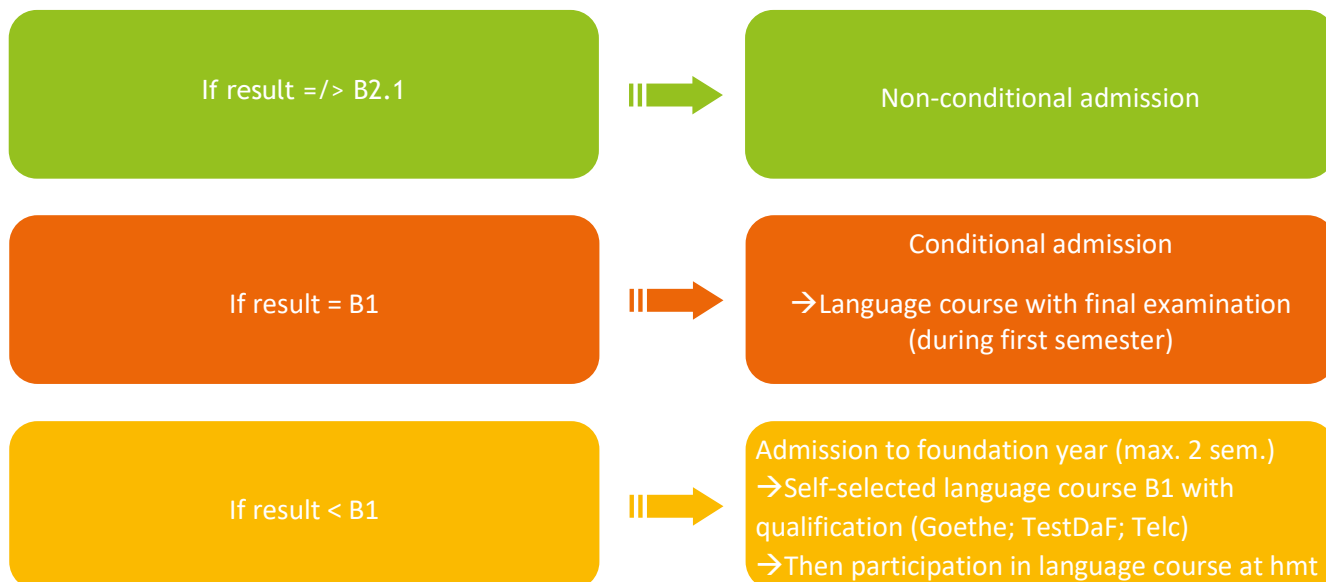 If result =/> B2.1
Non-conditional admission
If result = B1
Conditional admission
→Language course with final examination
(during first semester)
If result < B1
Admission to foundation year (max. 2 sem.)
→Self-selected language course B1 with
qualification (Goethe; TestDaF; Telc)
→Then participation in language course at hmt